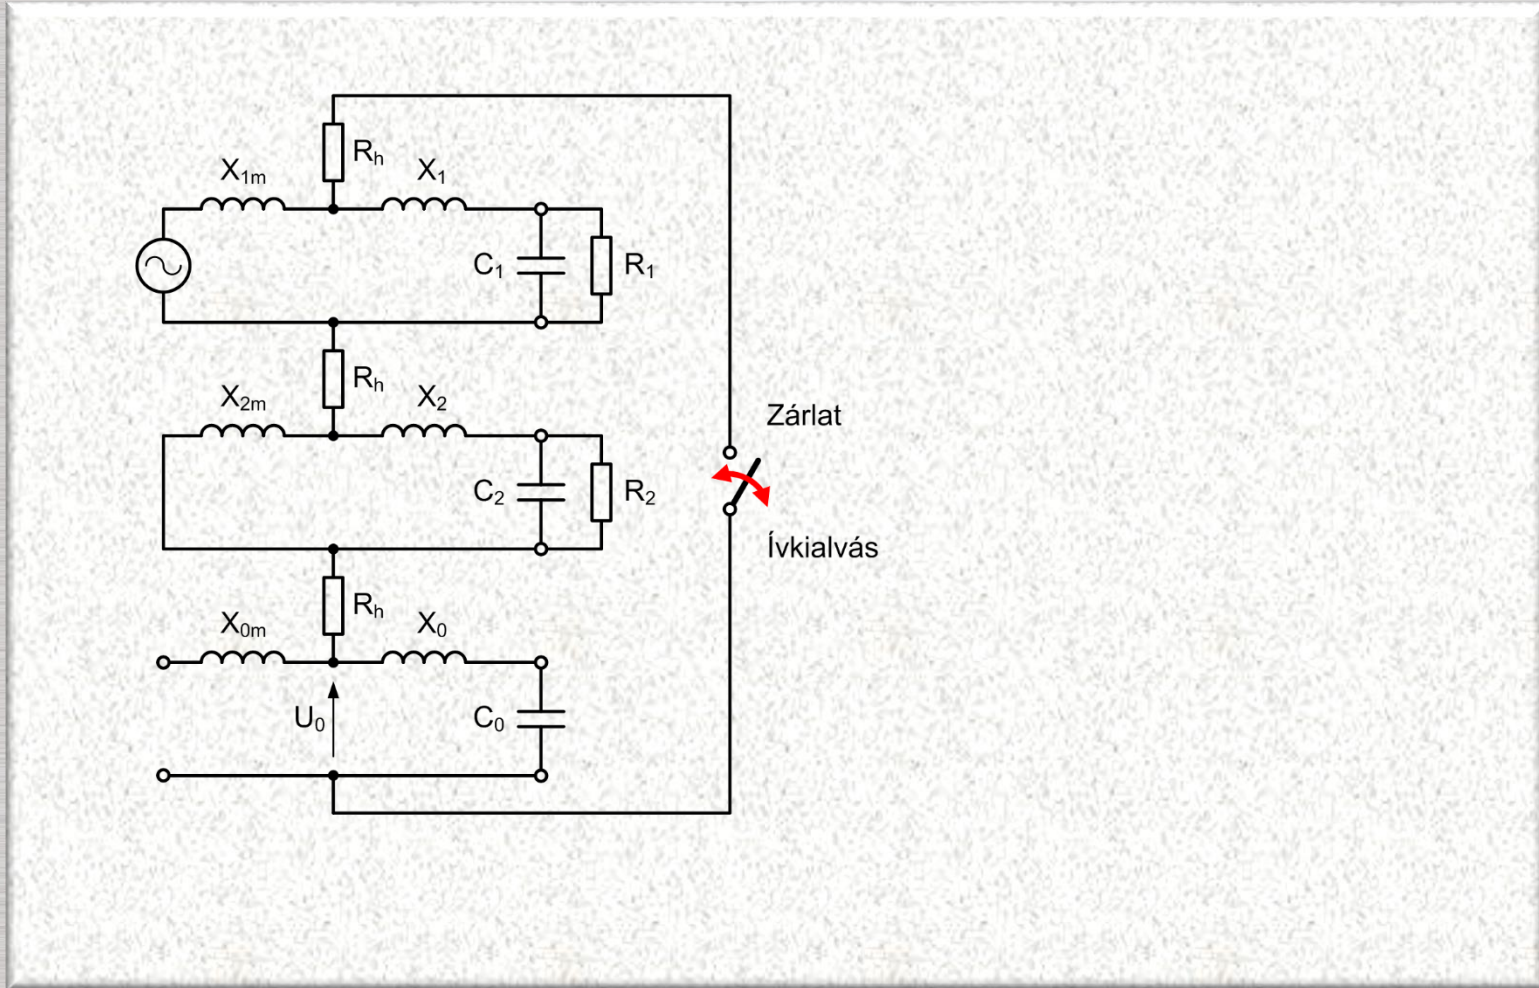 Rh
X1m
X1
C1
R1
Rh
X2m
X2
Zárlat
C2
R2
Ívkialvás
Rh
X0m
X0
U0
C0